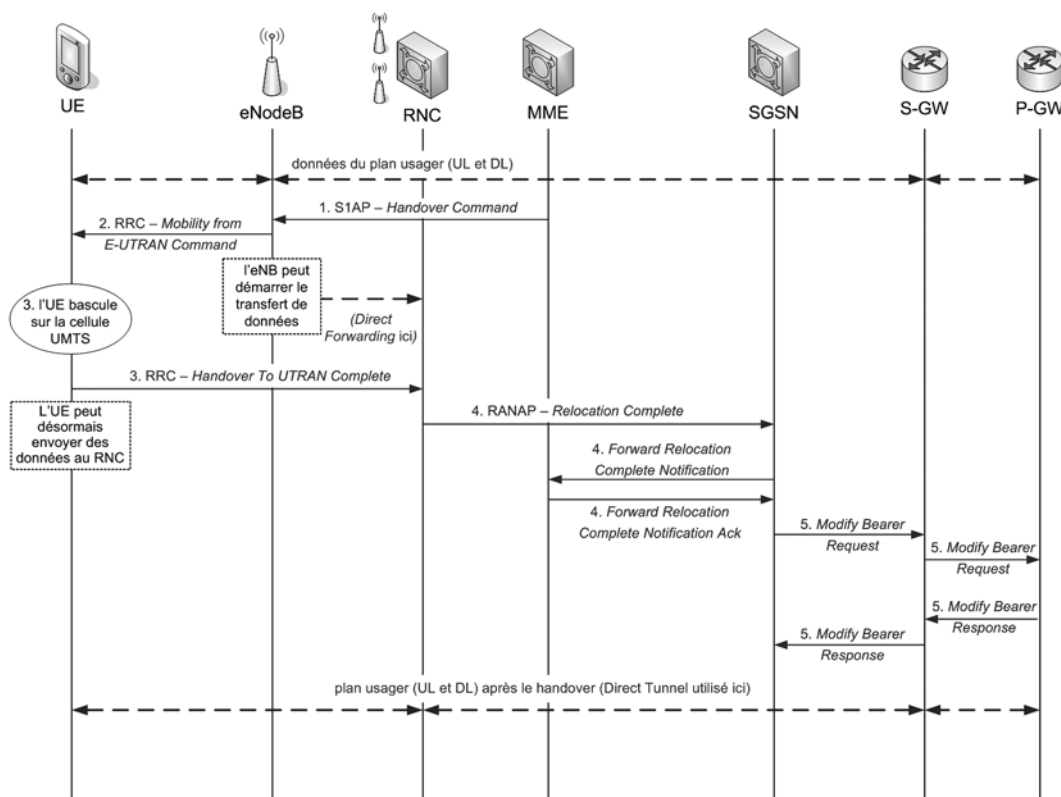 UE
eNodeB
RNC
MME
SGSN
S-GW
P-GW
données du plan usager (UL et DL)
1. S1AP – Handover Command
2. RRC – Mobility from
E-UTRAN Command
l'eNB peut
démarrer le
transfert de
données
(Direct
Forwarding ici)
3. l'UE bascule
sur la cellule
UMTS
3. RRC – Handover To UTRAN Complete
L'UE peut
désormais
envoyer des
données au RNC
4. RANAP – Relocation Complete
4. Forward Relocation
Complete Notification
4. Forward Relocation
Complete Notification Ack
5. Modify Bearer
Request
5. Modify Bearer
Request
5. Modify Bearer
Response
5. Modify Bearer
Response
plan usager (UL et DL) après le handover (Direct Tunnel utilisé ici)